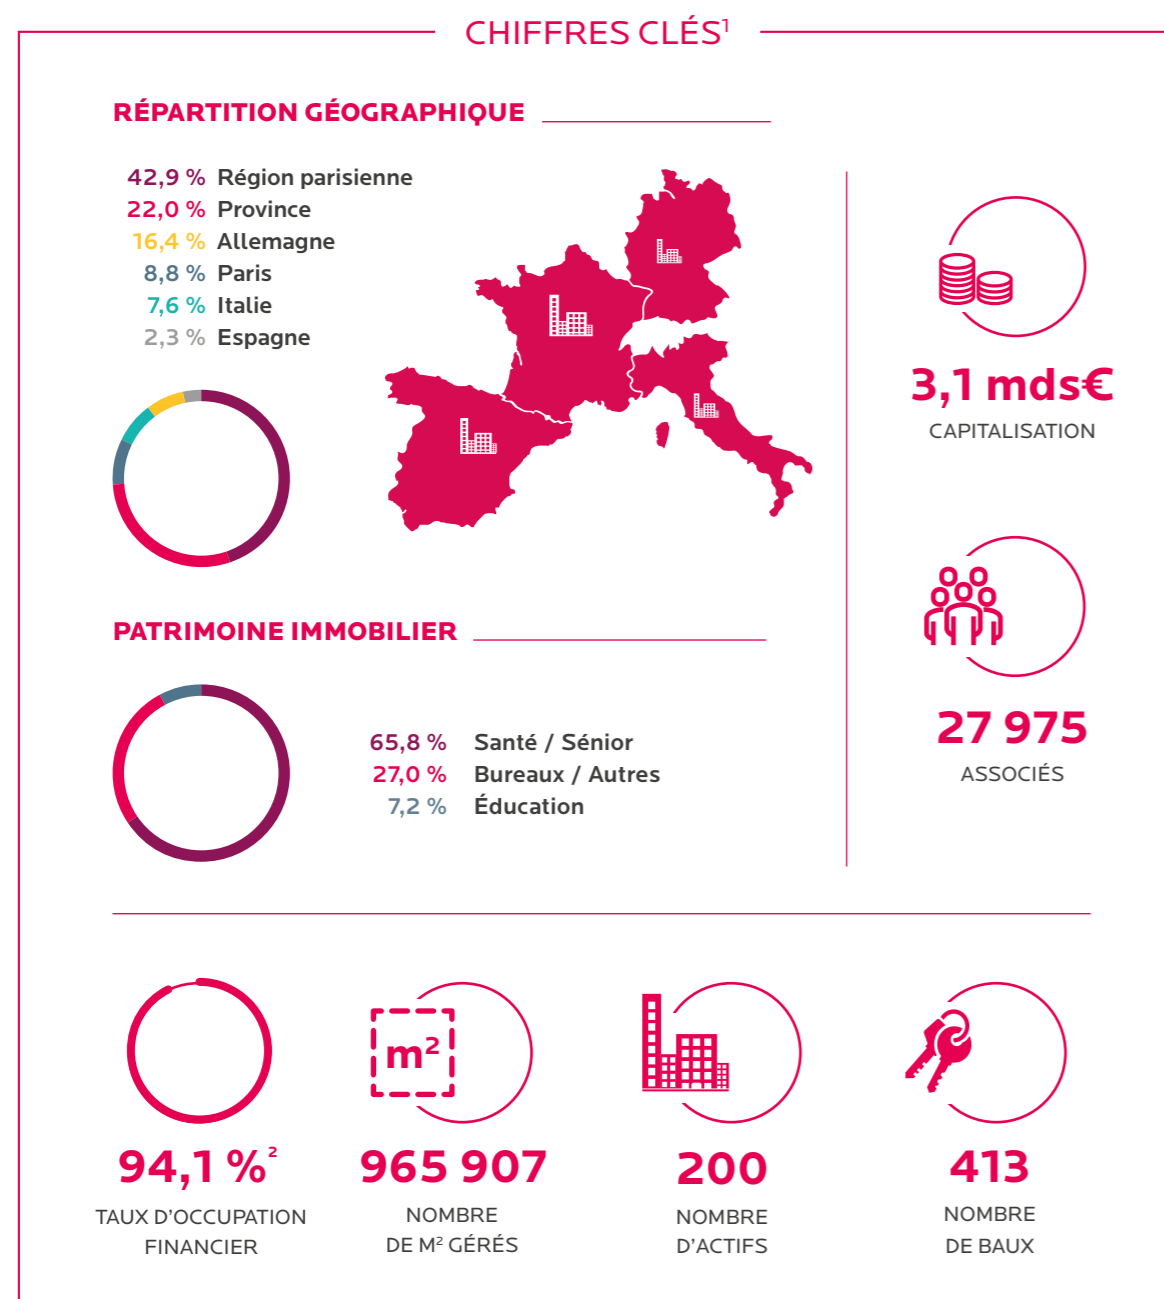 CHIFFRES CLÉS¹
RÉPARTITION GÉOGRAPHIQUE
42,9 % Région parisienne
22,0 % Province
16,4 % Allemagne
8,8 % Paris
7,6 % Italie
2,3 % Espagne
3,1 mds€
CAPITALISATION
27 975
ASSOCIÉS
PATRIMOINE IMMOBILIER
65,8 % Santé / Sénior
27,0 % Bureaux / Autres
7,2 % Éducation
94,1 %²
TAUX D'OCCUPATION
FINANCIER
m²
965 907
NOMBRE
DE M² GÉRÉS
200
NOMBRE
D'ACTIFS
413
NOMBRE
DE BAUX